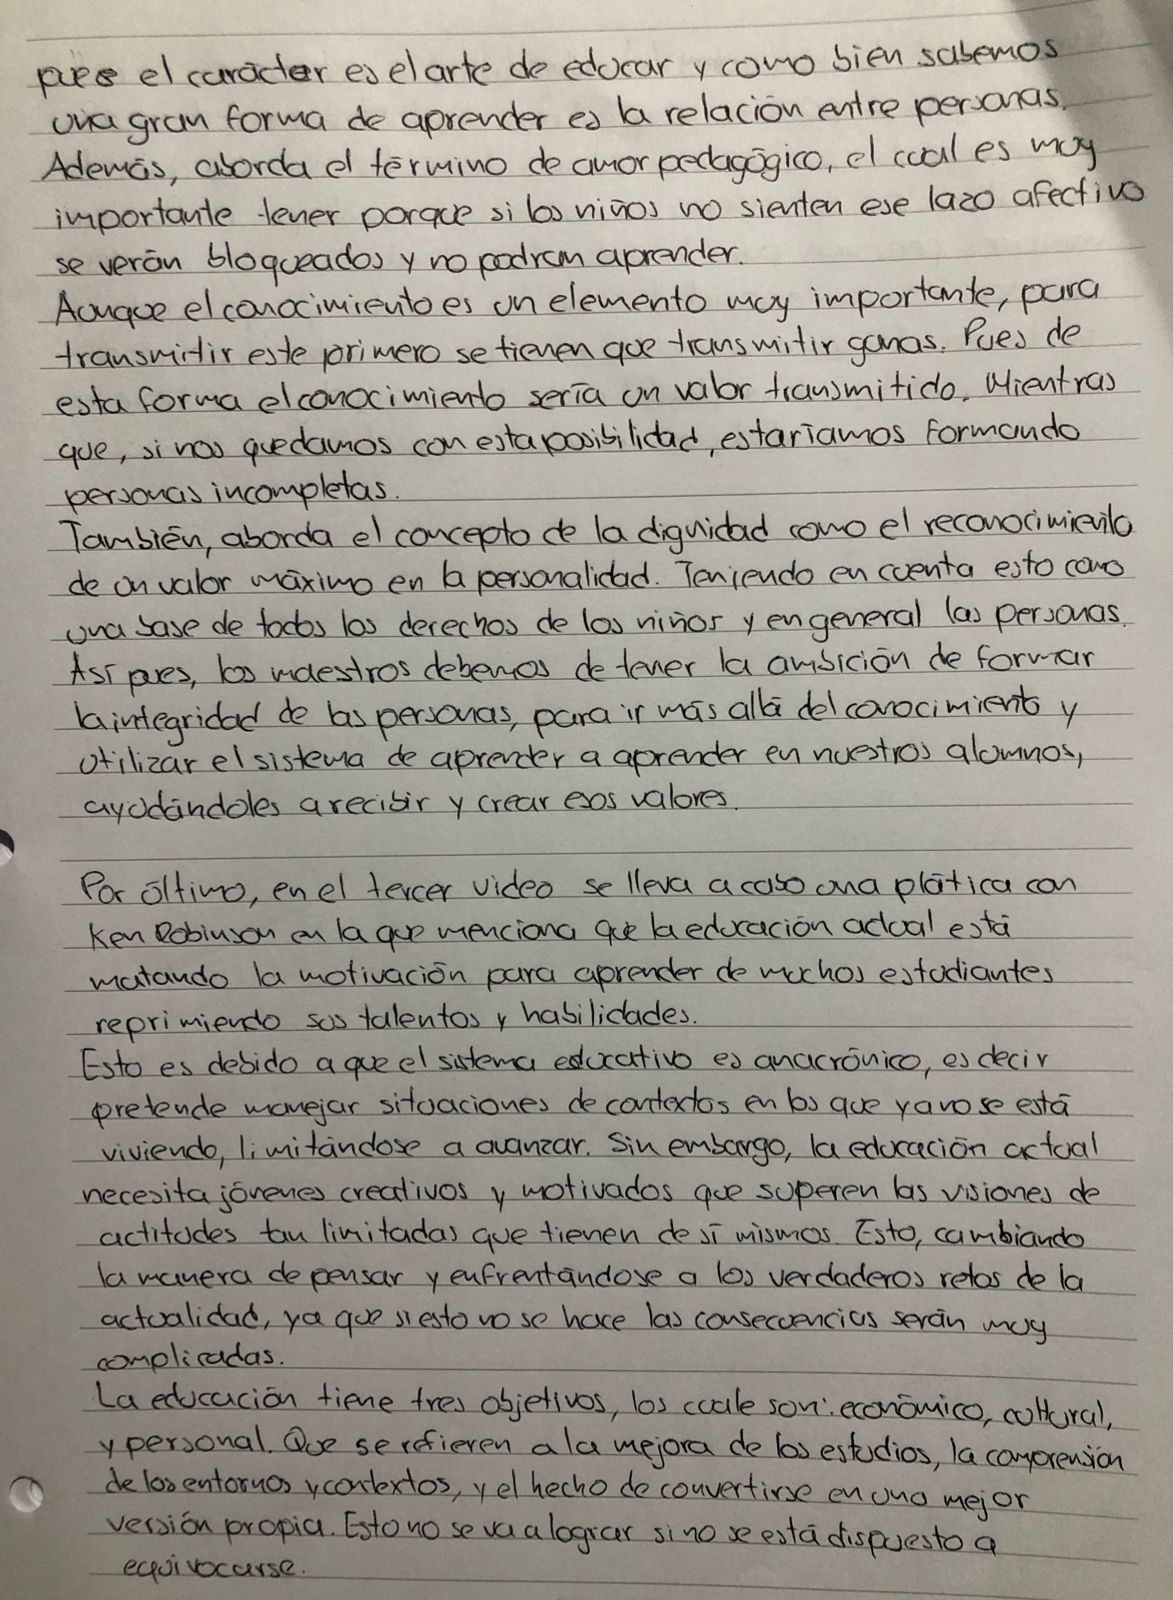 pues el carácter es el arte de educar y como bien sabemos
una gran forma de aprender es la relación entre personas.
Además, aborda el término de amor pedagógico, el cual es muy
importante tener porque si los niños no sienten ese lazo afectivo
se verán bloqueados y no podrán aprender.
Aunque el conocimiento es un elemento muy importante, para
transmitir este primero se tienen que transmitir ganas. Pues de
esta forma el conocimiento sería un valor transmitido. Mientras
que, si nos quedamos con esta posibilidad, estaríamos formando
personas incompletas.
También, aborda el concepto de la dignidad como el reconocimiento
de un valor máximo en la personalidad. Teniendo en cuenta esto como
una base de todos los derechos de los niños y en general las personas.
Así pues, los maestros debemos de tener la ambición de formar
la integridad de las personas, para ir más allá del conocimiento y
utilizar el sistema de aprender a aprender en nuestros alumnos,
ayudándoles a recibir y crear esos valores.
Por último, en el tercer video se lleva a cabo una plática con
Ken Robinson en la que menciona que la educación actual está
matando la motivación para aprender de muchos estudiantes
reprimiendo sus talentos y habilidades.
Esto es debido a que el sistema educativo es anacrónico, es decir
pretende manejar situaciones de contextos en los que ya no se está
viviendo, limitándose a avanzar. Sin embargo, la educación actual
necesita jóvenes creativos y motivados que superen las visiones de
actitudes tan limitadas que tienen de sí mismos. Esto, cambiando
la manera de pensar y enfrentándose a los verdaderos retos de la
actualidad, ya que si esto no se hace las consecuencias serán muy
complicadas.
La educación tiene tres objetivos, los cuale son: económico, cultural,
y personal. Que se refieren a la mejora de los estudios, la comprensión
de los entornos y contextos, y el hecho de convertirse en una mejor
versión propia. Esto no se va a lograr si no se está dispuesto a
equivocarse.